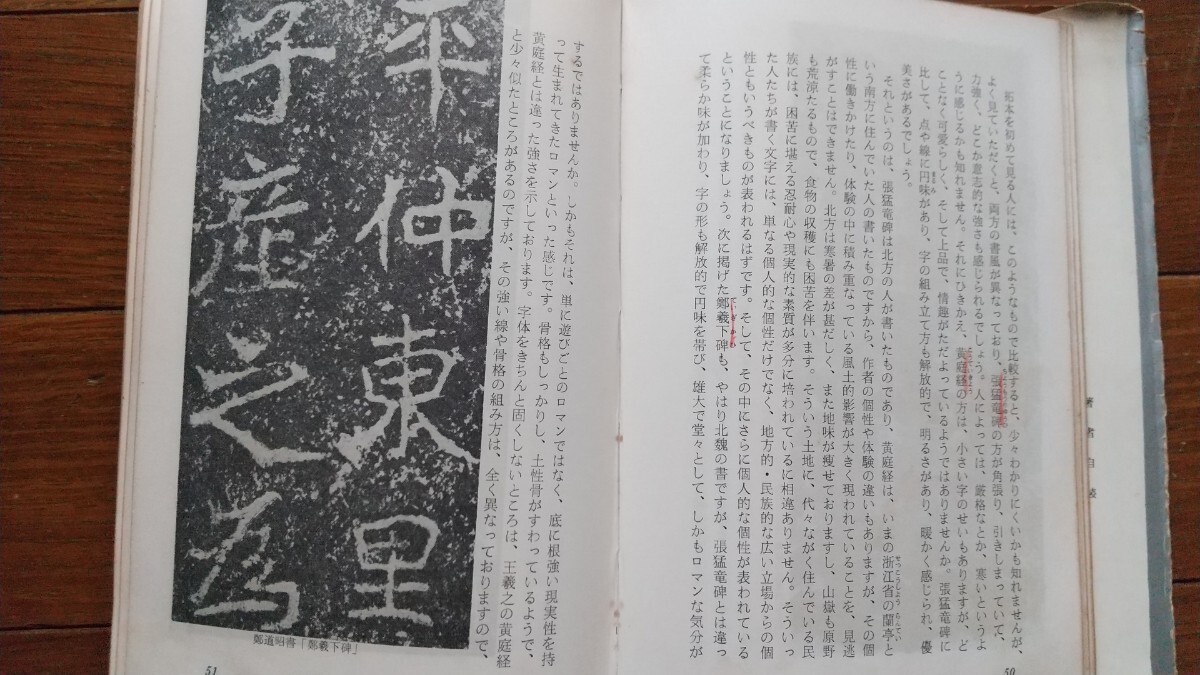 拓本を初めて見る人には、このようなもので比較すると、少々わかりにくいかも知れませんが、
よく見ていただくと、両方の書風が異なっており、張猛竜碑の方が角張り、引きしまっていて、
力強く、どこか意志的な強さも感じられるでしょう。人によっては、厳格なとか、寒いというよ
うに感じるかも知れません。それにひきかえ、黄庭経の方は、小さい字のせいもありますが、ど
ことなく可愛らしく、そして上品で、情趣がただよっているようではありませんか。張猛竜碑に
比して、点や線に円味があり、字の組み立て方も解放的で、明るさがあり、暖かく感じられ、優
美さがあるでしょう。
それというのは、張猛竜碑は北方の人が書いたものであり、黄庭経は、いまの浙江省の蘭亭と
いう南方に住んでいた人の書いたものですから、作者の個性や体験の違いもありますが、その個
性に働きかけたり、体験の中に積み重なっている風土的影響が大きく現われていることを、見逃
がすことはできません。北方は寒暑の差が甚だしく、また地味が痩せておりますし、山嶽も原野
も荒涼たるもので、食物の収穫にも困苦を伴います。そういう土地に、代々ながく住んでいる民
族には、困苦に堪える忍耐心や現実的な素質が多分に培われているに相違ありません。そういっ
た人たちが書く文字には、単なる個人的な個性だけでなく、地方的・民族的な広い立場からの個
性ともいうべきものが表われるはずです。そして、その中にさらに個人的な個性が表われている
ということになりましょう。次に掲げた鄭羲下碑も、やはり北魏の書ですが、張猛竜碑とは違っ
て柔らか味が加わり、字の形も解放的で円味を帯び、雄大で堂々として、しかもロマンな気分が
50
するではありませんか。しかもそれは、単に遊びごとのロマンではなく、底に根強い現実性を持
って生まれてきたロマンといった感じです。骨格もしっかりし、土性骨がすわっているようで、
黄庭経とは違った強さを示しております。字体をきちんと固くしないところは、王羲之の黄庭経
と少々似たところがあるのですが、その強い線や骨格の組み方は、全く異なっておりますので、
平仲東里
子産之為
鄭道昭書「鄭羲下碑」
51
著者自